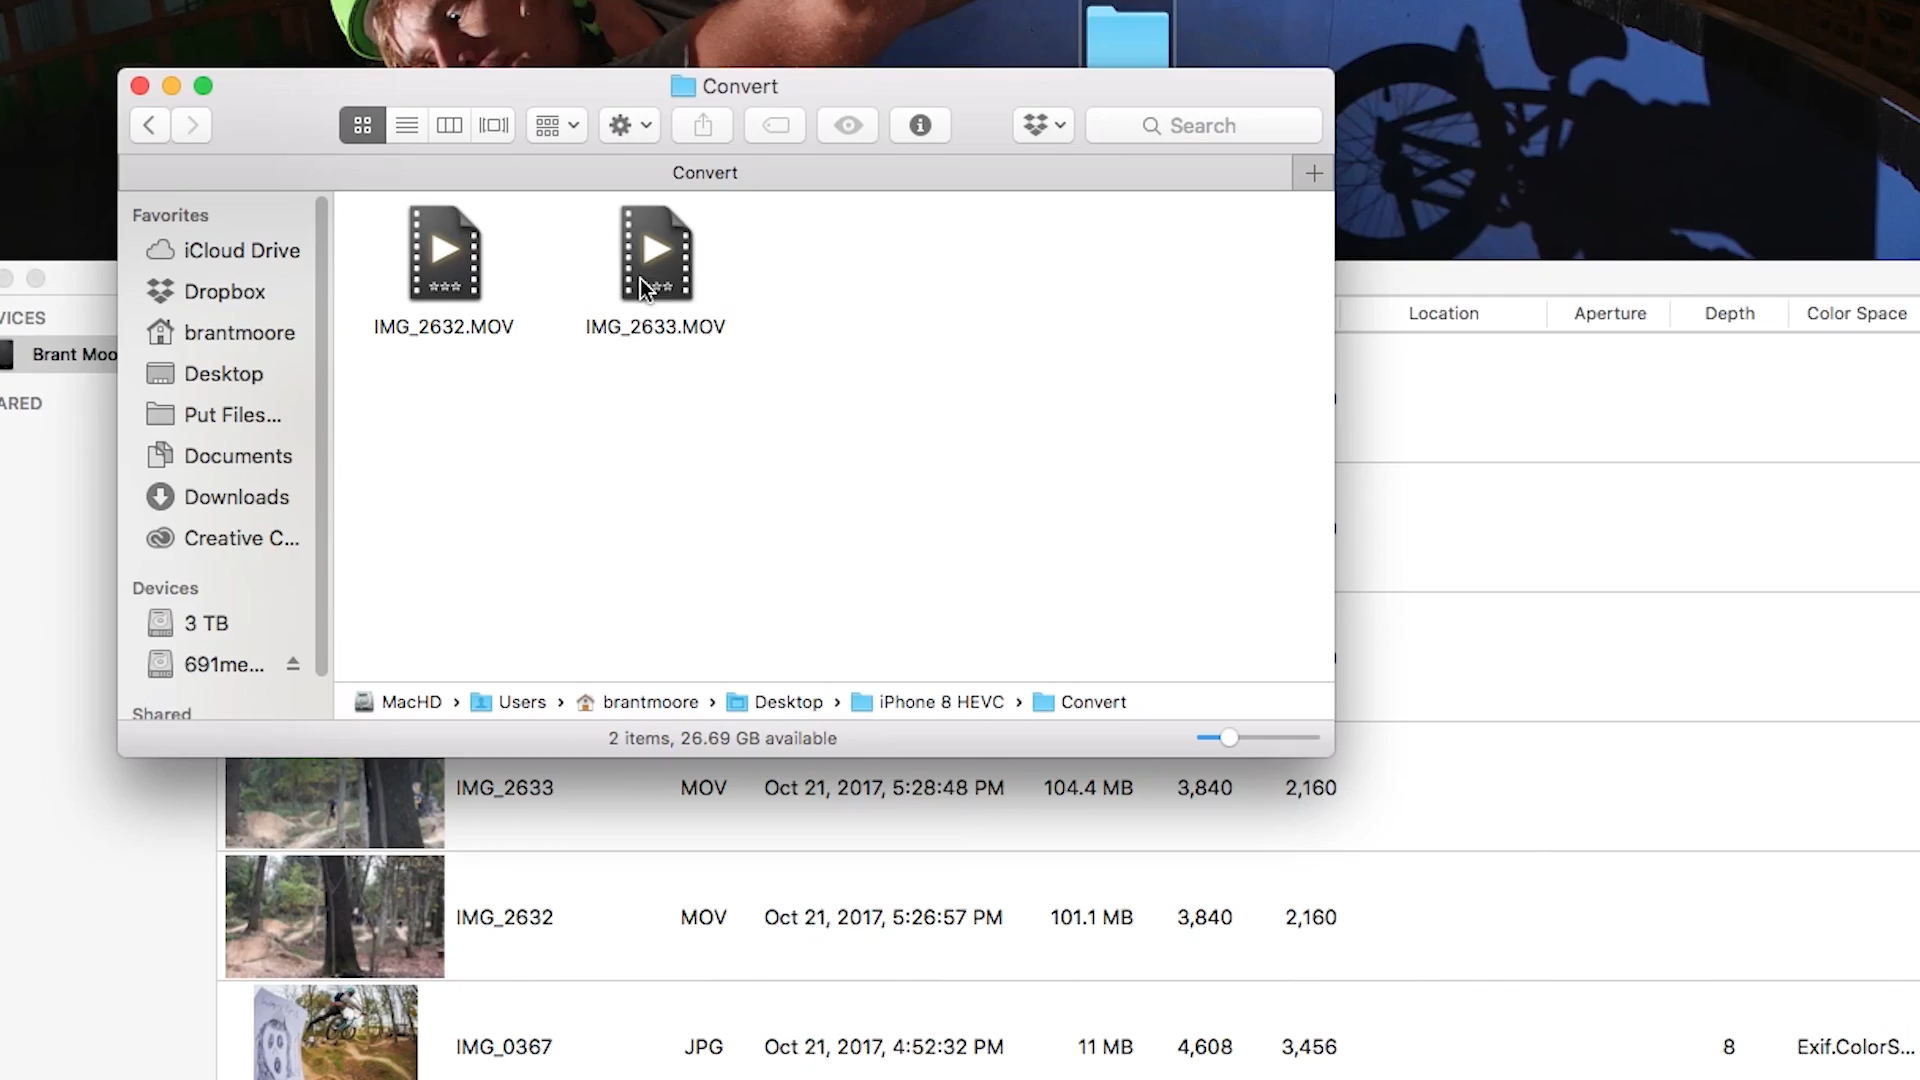 Convert
Search
Convert
Favorites
iCloud Drive
Dropbox
brantmoore
Desktop
Put Files...
Documents
Downloads
Creative C...
Devices
3 TB
691me...
Shared
IMG_2632.MOV
IMG_2633.MOV
MacHD › Users › brantmoore › Desktop › iPhone 8 HEVC › Convert
2 items, 26.69 GB available
VICES
Brant Moo
ARED
Location Aperture Depth Color Space
IMG_2633 MOV Oct 21, 2017, 5:28:48 PM 104.4 MB 3,840 2,160
IMG_2632 MOV Oct 21, 2017, 5:26:57 PM 101.1 MB 3,840 2,160
IMG_0367 JPG Oct 21, 2017, 4:52:32 PM 11 MB 4,608 3,456 8 Exif.ColorS...